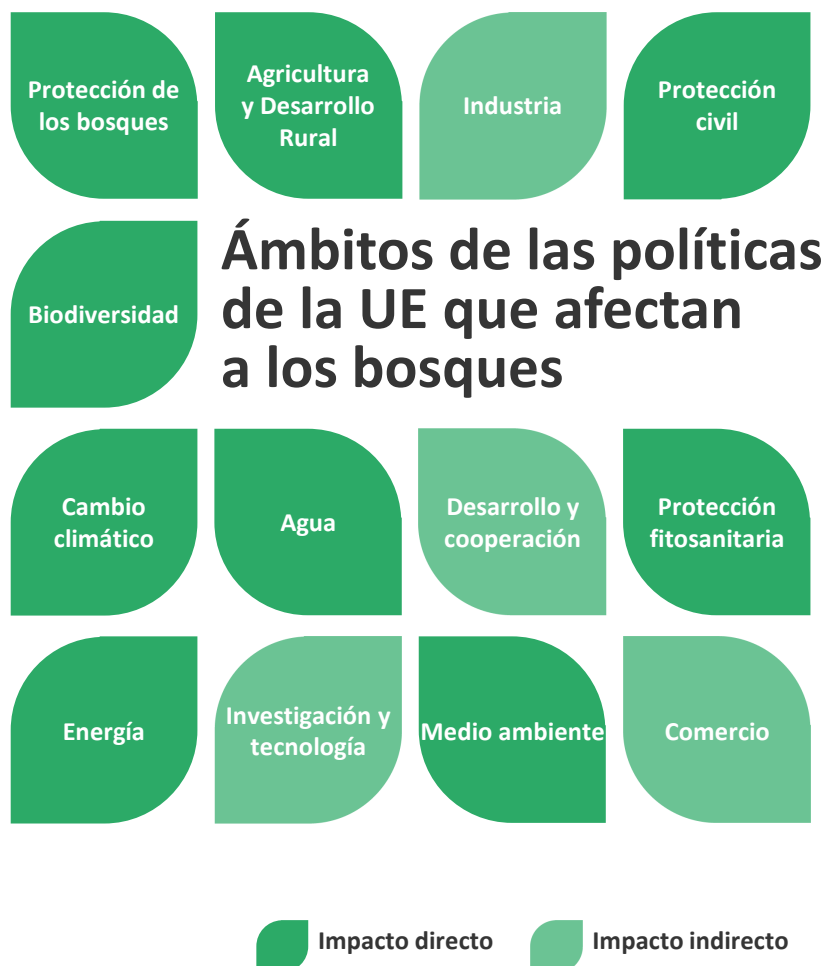 Protección de
los bosques
Agricultura
y Desarrollo
Rural
Industria
Protección
civil
Biodiversidad
Ámbitos de las políticas
de la UE que afectan
a los bosques
Cambio
climático
Agua
Desarrollo y
cooperación
Protección
fitosanitaria
Energía
Investigación y
tecnología
Medio ambiente
Comercio
Impacto directo
Impacto indirecto